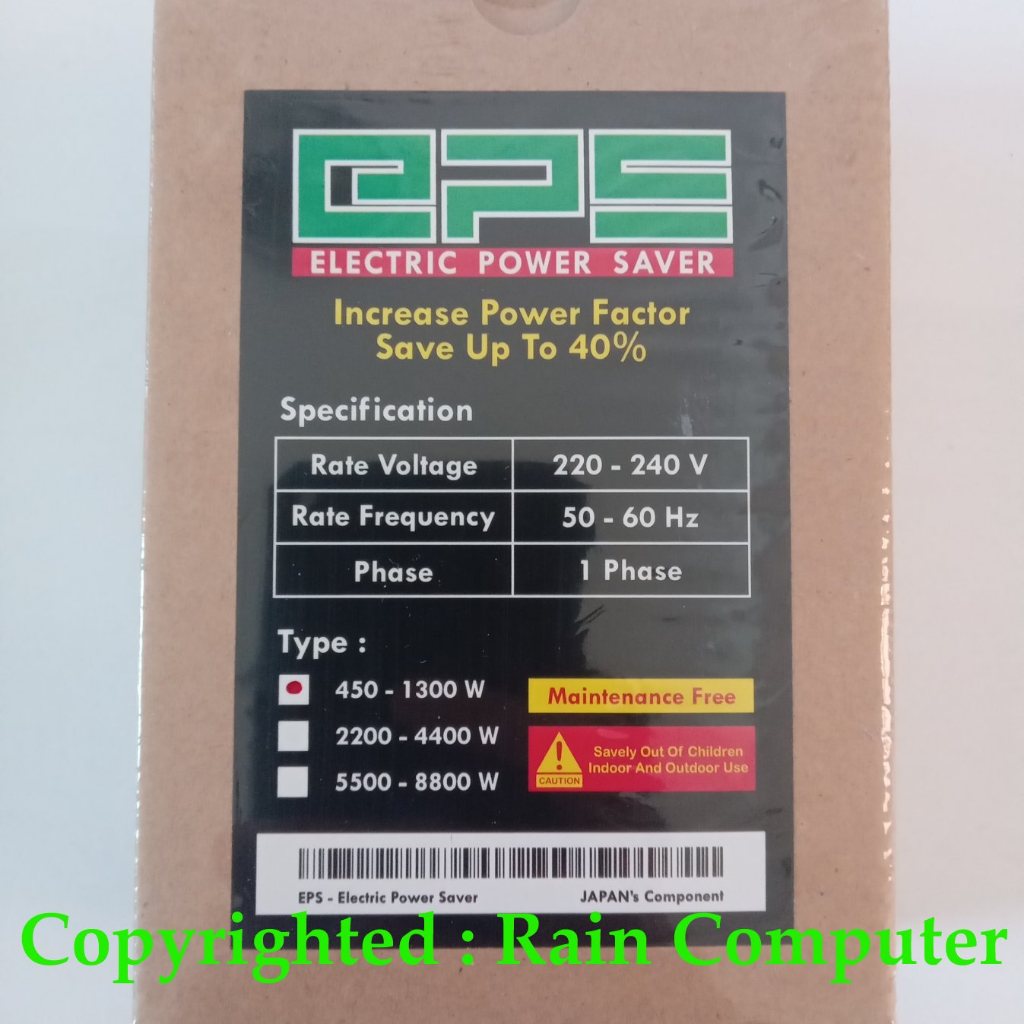 EPS
ELECTRIC POWER SAVER
Increase Power Factor
Save Up To 40%
Specification
Rate Voltage 220 - 240 V
Rate Frequency 50 - 60 Hz
Phase 1 Phase
Type :
450 - 1300 W
2200 - 4400 W
5500 - 8800 W
Maintenance Free
CAUTION
Savely Out Of Children
Indoor And Outdoor Use
EPS - Electric Power Saver JAPAN's Component
Copyrighted : Rain Computer